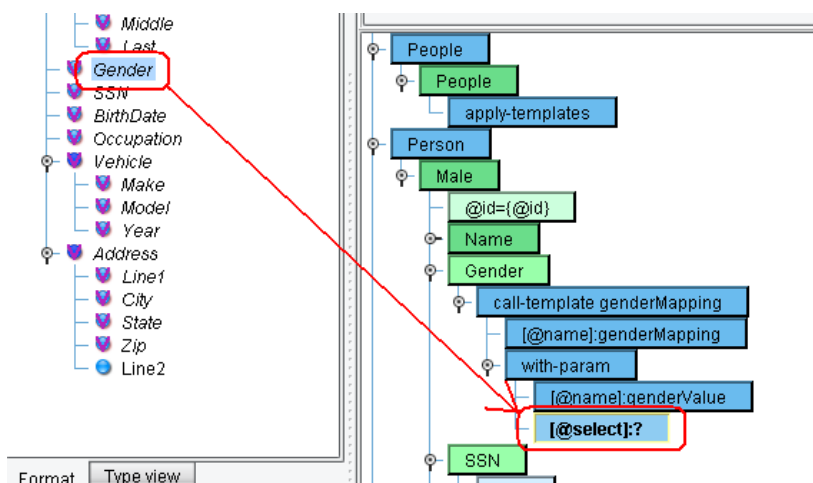 Middle
Last
Gender
SSN
BirthDate
Occupation
Vehicle
Make
Model
Year
Address
Line1
City
State
Zip
Line2
Format
Type view
People
People
apply-templates
Person
Male
@id={@id}
Name
Gender
call-template genderMapping
[@name]:genderMapping
with-param
[@name]:genderValue
[@select]:?
SSN